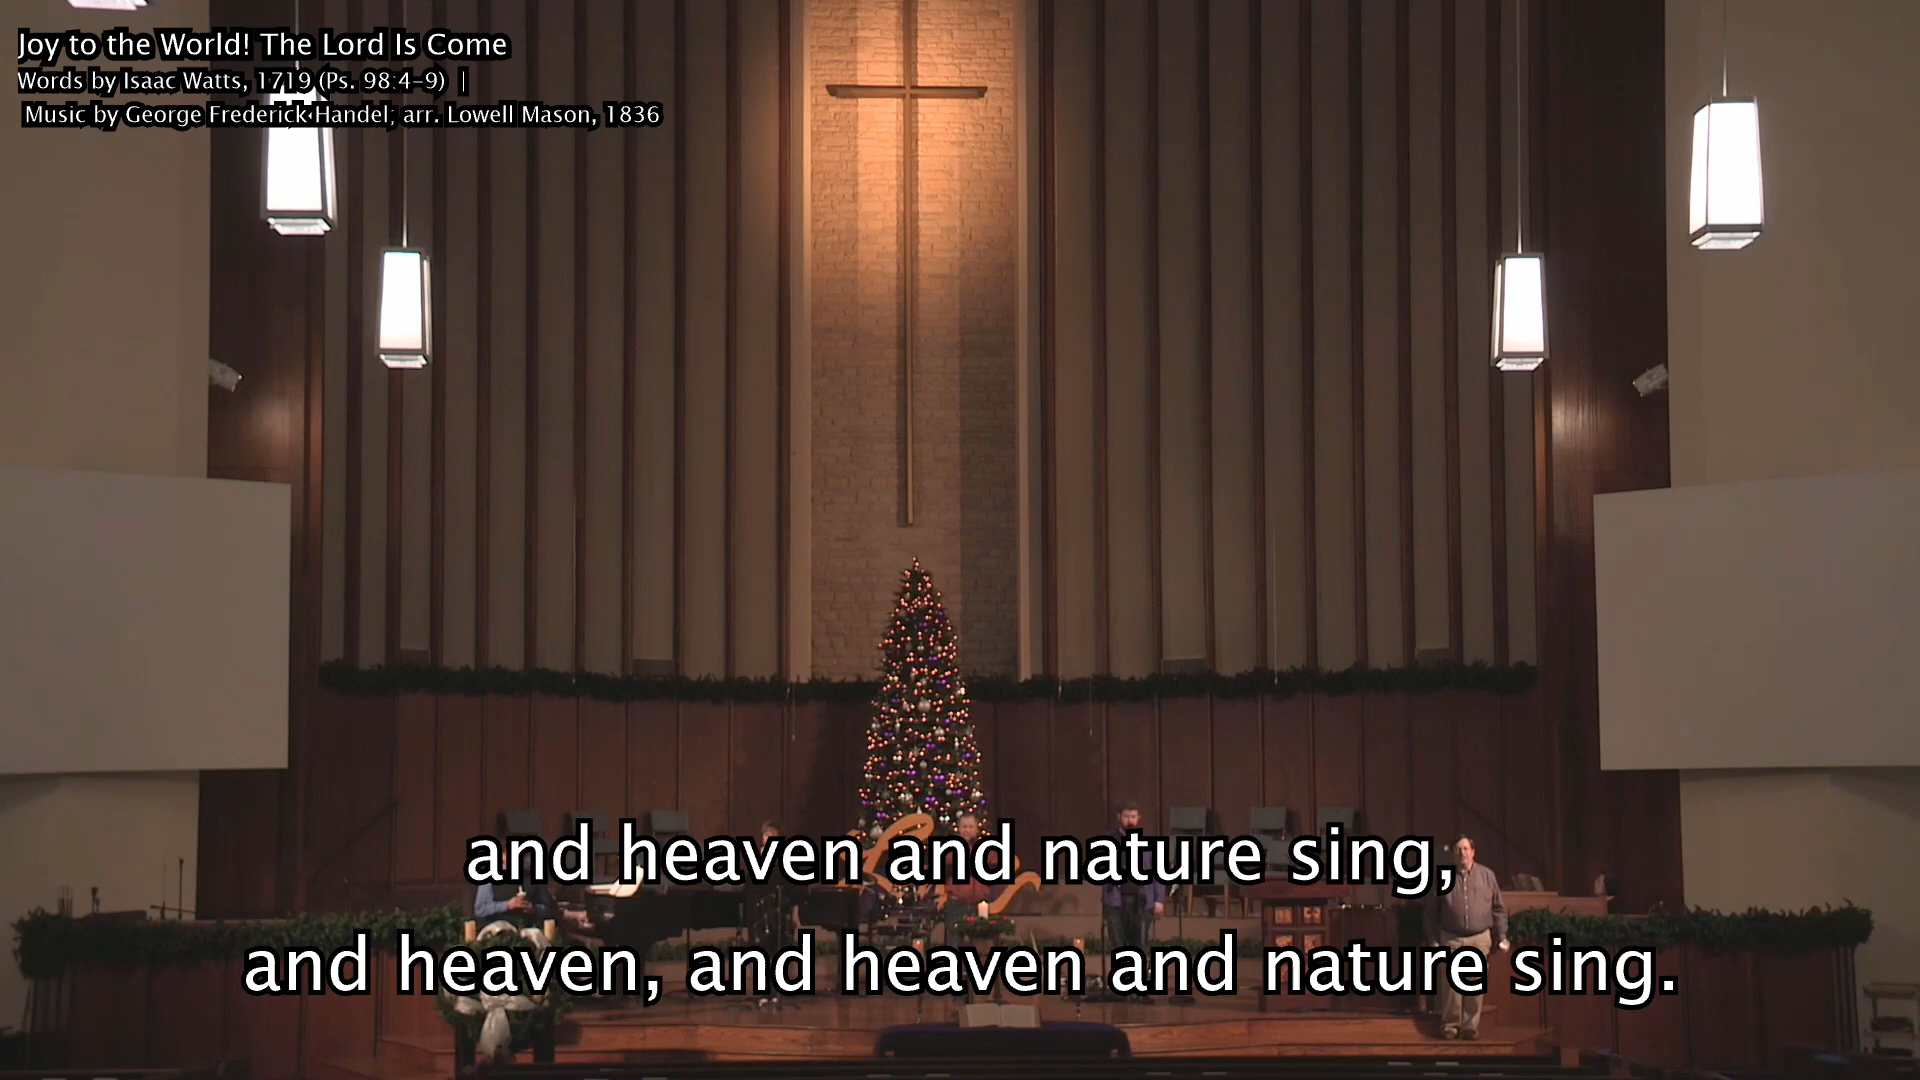 Joy to the World! The Lord Is Come
Words by Isaac Watts, 1719 (Ps. 98:4-9) |
Music by George Frederick Handel; arr. Lowell Mason, 1836
and heaven and nature sing,
and heaven, and heaven and nature sing.